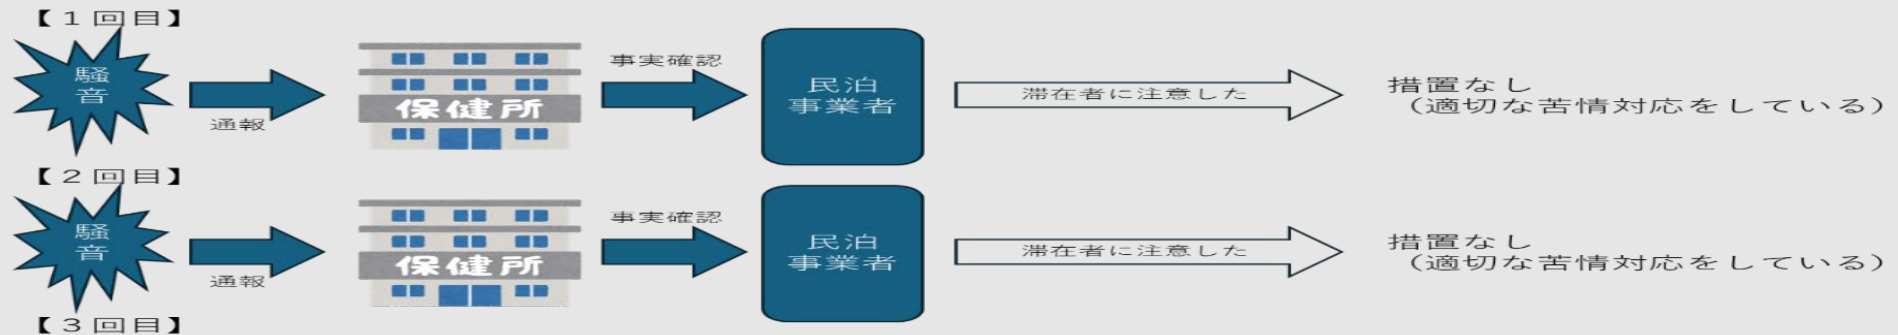 【１回目】
騒音
通報
保健所
事実確認
民泊
事業者
滞在者に注意した
措置なし
（適切な苦情対応をしている）
【２回目】
騒音
通報
保健所
事実確認
民泊
事業者
滞在者に注意した
措置なし
（適切な苦情対応をしている）
【３回目】